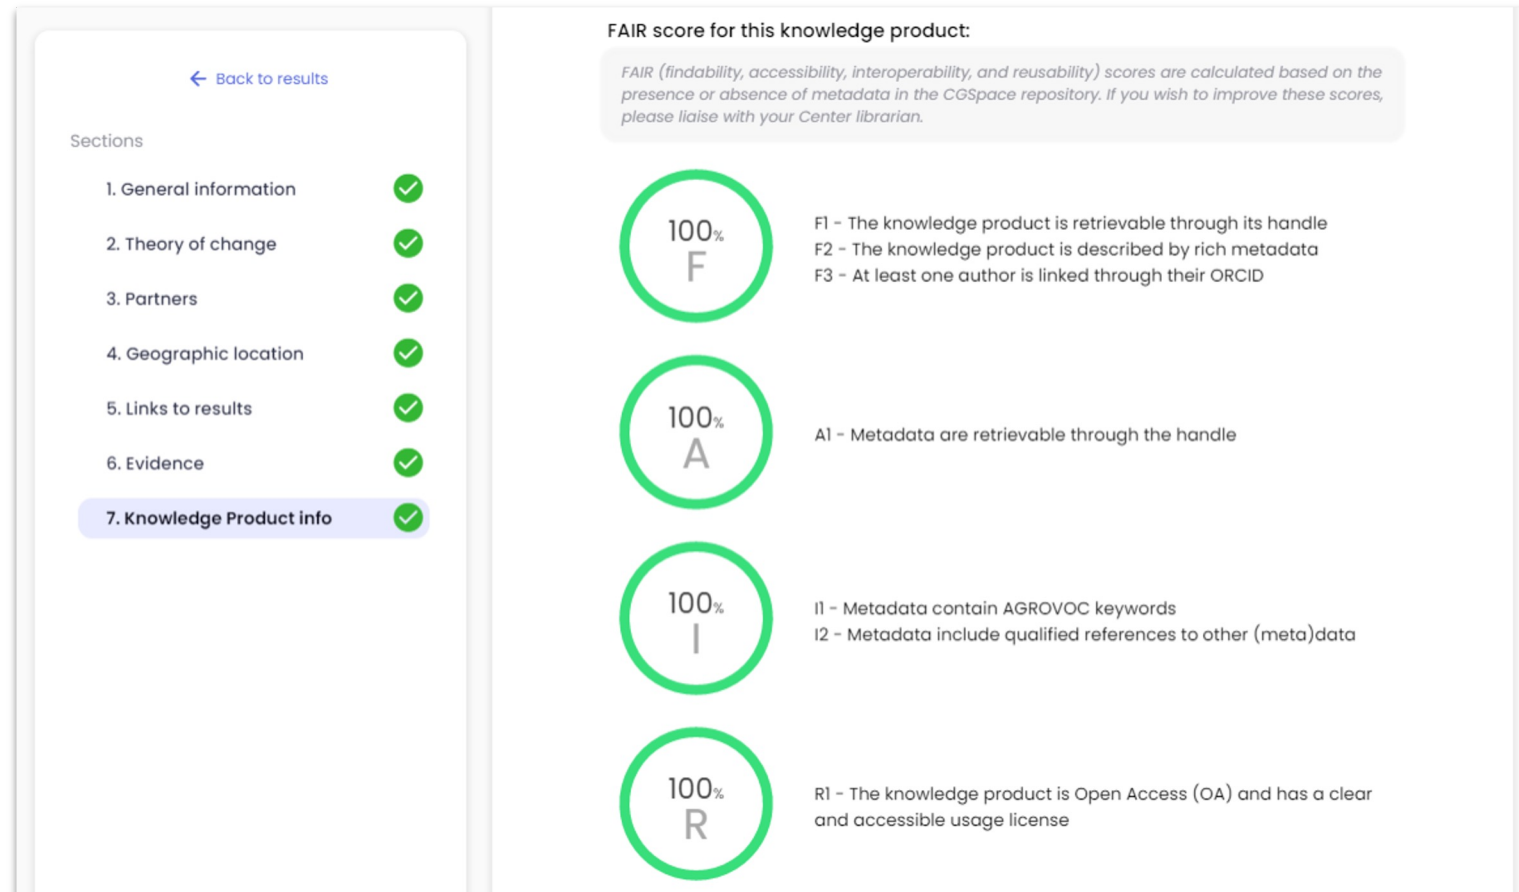 Back to results
Sections
1. General information
2. Theory of change
3. Partners
4. Geographic location
5. Links to results
6. Evidence
7. Knowledge Product info
FAIR score for this knowledge product:
FAIR (findability, accessibility, interoperability, and reusability) scores are calculated based on the
presence or absence of metadata in the CGSpace repository. If you wish to improve these scores,
please liaise with your Center librarian.
100%
F
F1 - The knowledge product is retrievable through its handle
F2 - The knowledge product is described by rich metadata
F3 - At least one author is linked through their ORCID
100%
A
A1 - Metadata are retrievable through the handle
100%
I
I1 - Metadata contain AGROVOC keywords
I2 - Metadata include qualified references to other (meta)data
100%
R
R1 - The knowledge product is Open Access (OA) and has a clear
and accessible usage license